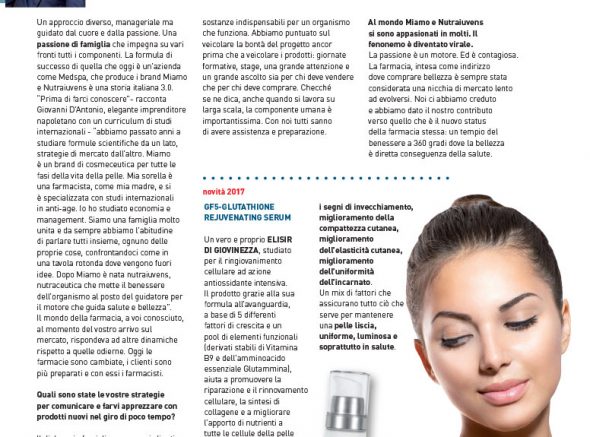 Un approccio diverso, manageriale ma
guidato dal cuore e dalla passione. Una
passione di famiglia che impegna su vari
fronti tutti i componenti. La formula di
successo di quella che oggi è un'azienda
come Medspa, che produce i brand Miamo
e Nutraiuvens è una storia italiana 3.0.
"Prima di farci conoscere"- racconta
Giovanni D'Antonio, elegante imprenditore
napoletano con un curriculum di studi
internazionali - "abbiamo passato anni a
studiare formule scientifiche da un lato,
strategie di mercato dall'altro. Miamo
è un brand di cosmeceutica per tutte le
fasi della vita della pelle. Mia sorella è
una farmacista, come mia madre, e si
è specializzata con studi internazionali
in anti-age. Io ho studiato economia e
management. Siamo una famiglia molto
unita e da sempre abbiamo l'abitudine
di parlare tutti insieme, ognuno delle
proprie cose, confrontandoci come in
una tavola rotonda dove vengono fuori
idee. Dopo Miamo è nata nutraiuvens,
nutraceutica che mette il benessere
dell'organismo al posto del guidatore per
il motore che guida salute e bellezza".
Il mondo della farmacia, a voi conosciuto,
al momento del vostro arrivo sul
mercato, rispondeva ad altre dinamiche
rispetto a quelle odierne. Oggi le
farmacie sono cambiate, i clienti sono
più preparati e con essi i farmacisti.
Quali sono state le vostre strategie
per comunicare e farvi apprezzare con
prodotti nuovi nel giro di poco tempo?
sostanze indispensabili per un organismo
che funziona. Abbiamo puntato sul
veicolare la bontà del progetto ancor
prima che a veicolare i prodotti: giornate
formative, stage, una grande attenzione e
un grande ascolto sia per chi deve vendere
che per chi deve comprare. Checché
se ne dica, anche quando si lavora su
larga scala, la componente umana è
importantissima. Con noi tutti sanno
di avere assistenza e preparazione.
Al mondo Miamo e Nutraiuvens
si sono appasionati in molti. Il
fenonemo è diventato virale.
La passione è un motore. Ed è contagiosa.
La farmacia, intesa come indirizzo
dove comprare bellezza è sempre stata
considerata una nicchia di mercato lento
ad evolversi. Noi ci abbiamo creduto
e abbiamo dato il nostro contributo
verso quello che è il nuovo status
della farmacia stessa: un tempio del
benessere a 360 gradi dove la bellezza
è diretta conseguenza della salute.
novità 2017
GF5-GLUTATHIONE
REJUVENATING SERUM
Un vero e proprio ELISIR
DI GIOVINEZZA, studiato
per il ringiovanimento
cellulare ad azione
antiossidante intensiva.
Il prodotto grazie alla sua
formula all'avanguardia,
a base di 5 differenti
fattori di crescita e un
pool di elementi funzionali
(derivati stabili di Vitamina
B9 e dell'amminoacido
essenziale Glutammina),
aiuta a promuovere la
riparazione e il rinnovamento
cellulare, la sintesi di
collagene e a migliorare
l'apporto di nutrienti a
tutte le cellule della pelle
i segni di invecchiamento,
miglioramento della
compattezza cutanea,
miglioramento
dell'elasticità cutanea,
miglioramento
dell'uniformità
dell'incarnato.
Un mix di fattori che
assicurano tutto ciò che
serve per mantenere
una pelle liscia,
uniforme, luminosa e
soprattutto in salute.